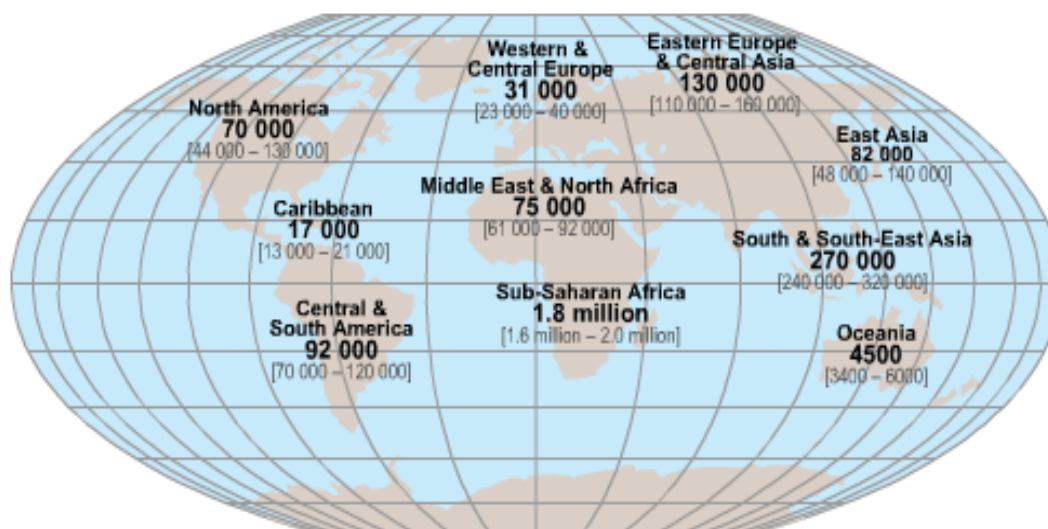 Western &
Central Europe
31 000
[23 000 – 40 000]
Eastern Europe
& Central Asia
130 000
[110 000 – 160 000]
North America
70 000
[44 000 – 130 000]
East Asia
82 000
[48 000 – 140 000]
Middle East & North Africa
75 000
[61 000 – 92 000]
Caribbean
17 000
[13 000 – 21 000]
South & South-East Asia
270 000
[240 000 – 320 000]
Sub-Saharan Africa
1.8 million
[1.6 million – 2.0 million]
Central &
South America
92 000
[70 000 – 120 000]
Oceania
4500
[3400 – 6000]